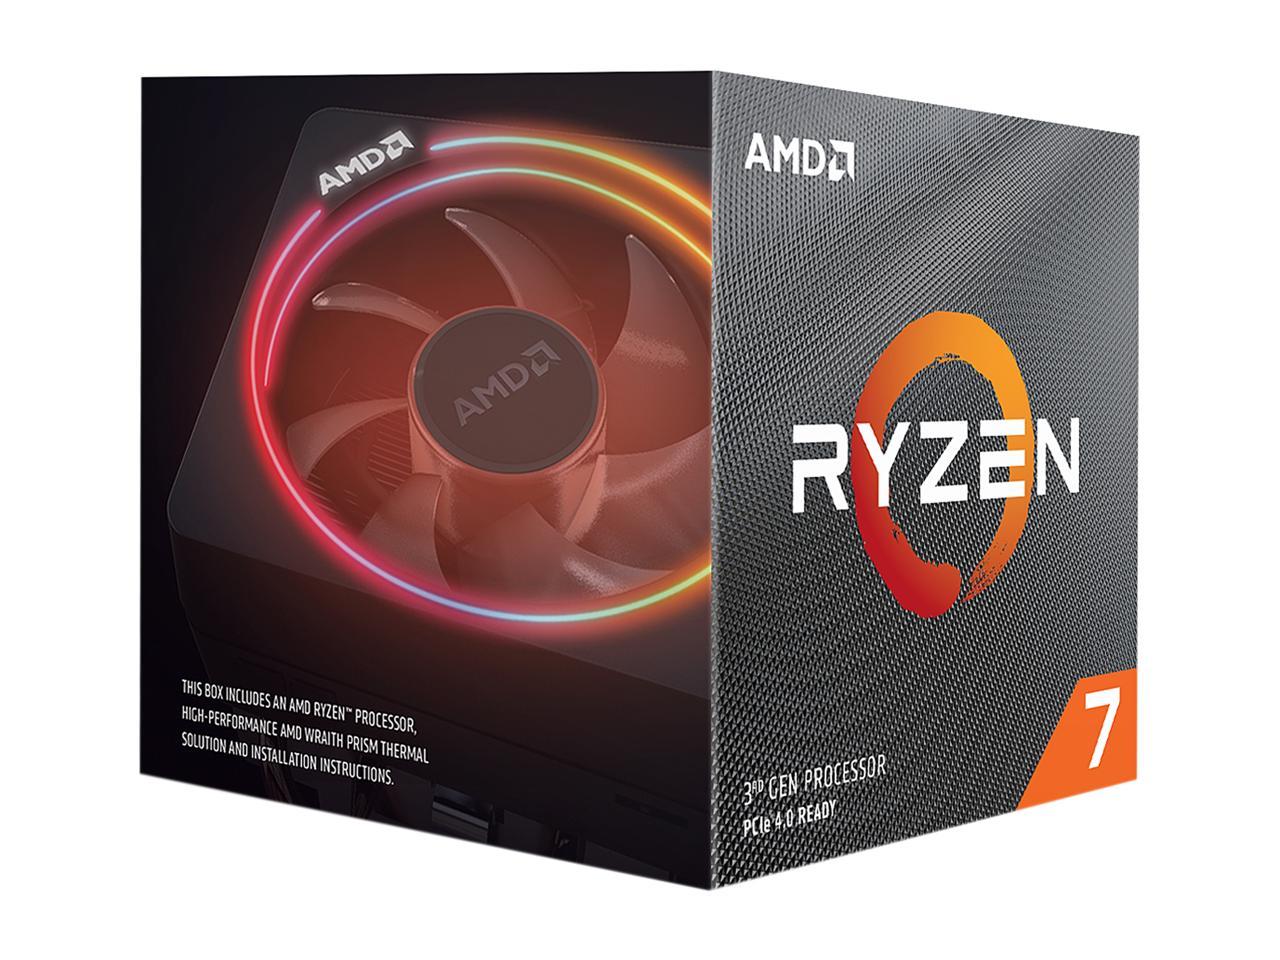 AMD
AMD
THIS BOX INCLUDES AN AMD RYZEN™ PROCESSOR,
HIGH-PERFORMANCE AMD WRAITH PRISM THERMAL
SOLUTION AND INSTALLATION INSTRUCTIONS.
AMD
RYZEN
7
3RD GEN PROCESSOR
PCIe 4.0 READY